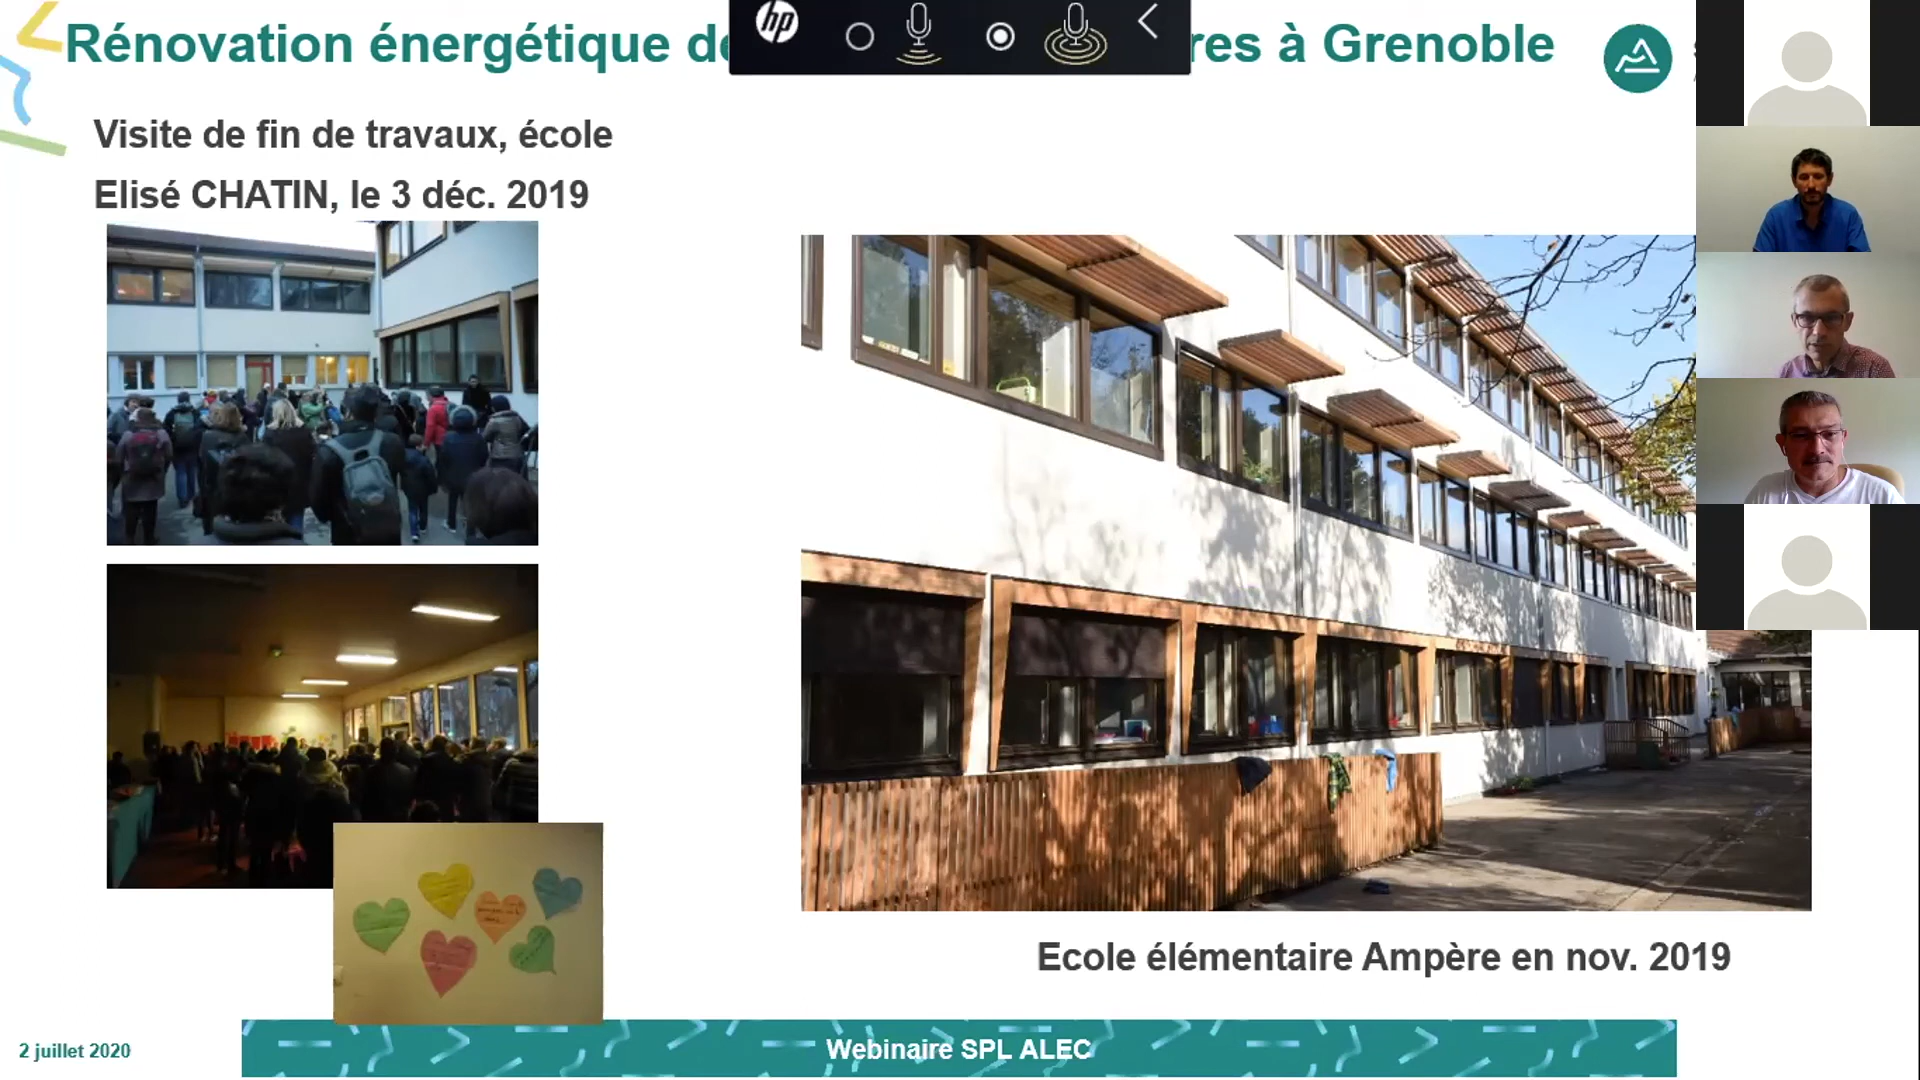 Rénovation énergétique de
res à Grenoble
hp
Visite de fin de travaux, école
Elisé CHATIN, le 3 déc. 2019
Ecole élémentaire Ampère en nov. 2019
2 juillet 2020
Webinaire SPL ALEC